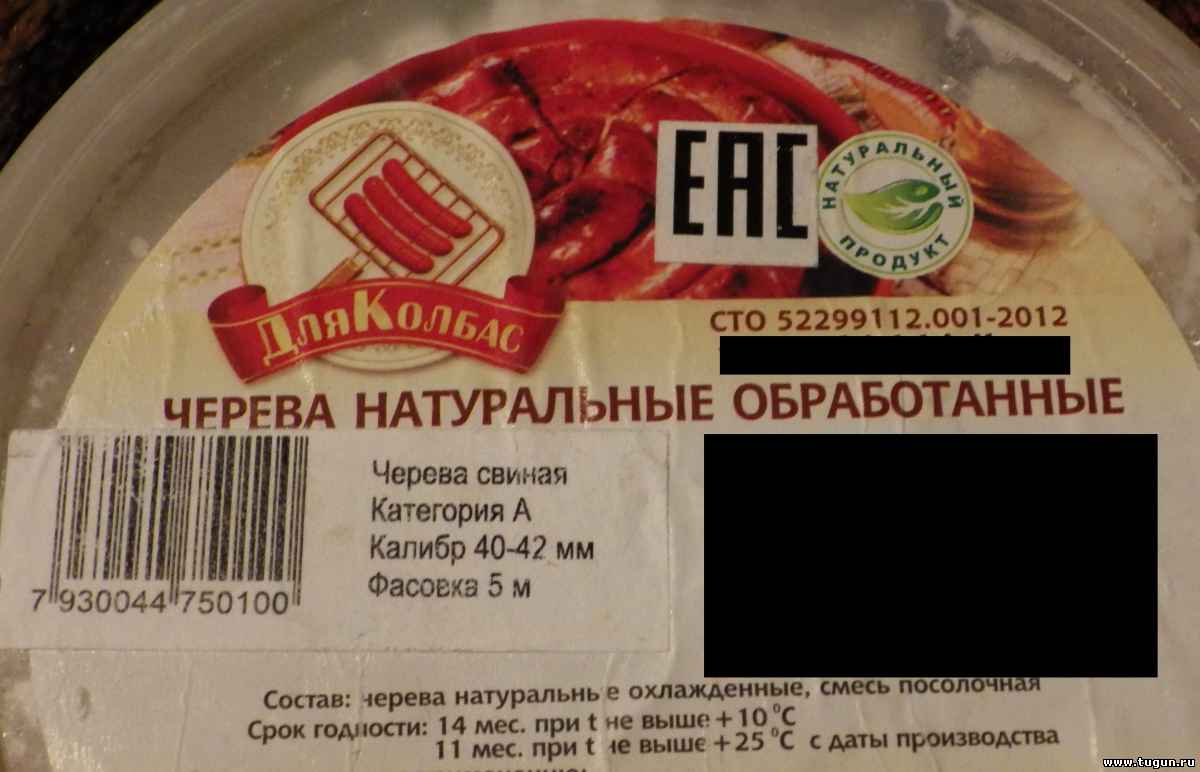 ЕАС
НАТУРАЛЬНЫЙ
ПРОДУКТ
ДляКолбас
СТО 52299112.001-2012
ЧЕРЕВА НАТУРАЛЬНЫЕ ОБРАБОТАННЫЕ
Черева свиная
Категория А
Калибр 40-42 мм
Фасовка 5 м
7 930044 750100
Состав: черева натуральные охлажденные, смесь посолочная
Срок годности: 14 мес. при t не выше +10 °С
11 мес. при t не выше +25 °С с даты производства
www.tugun.ru